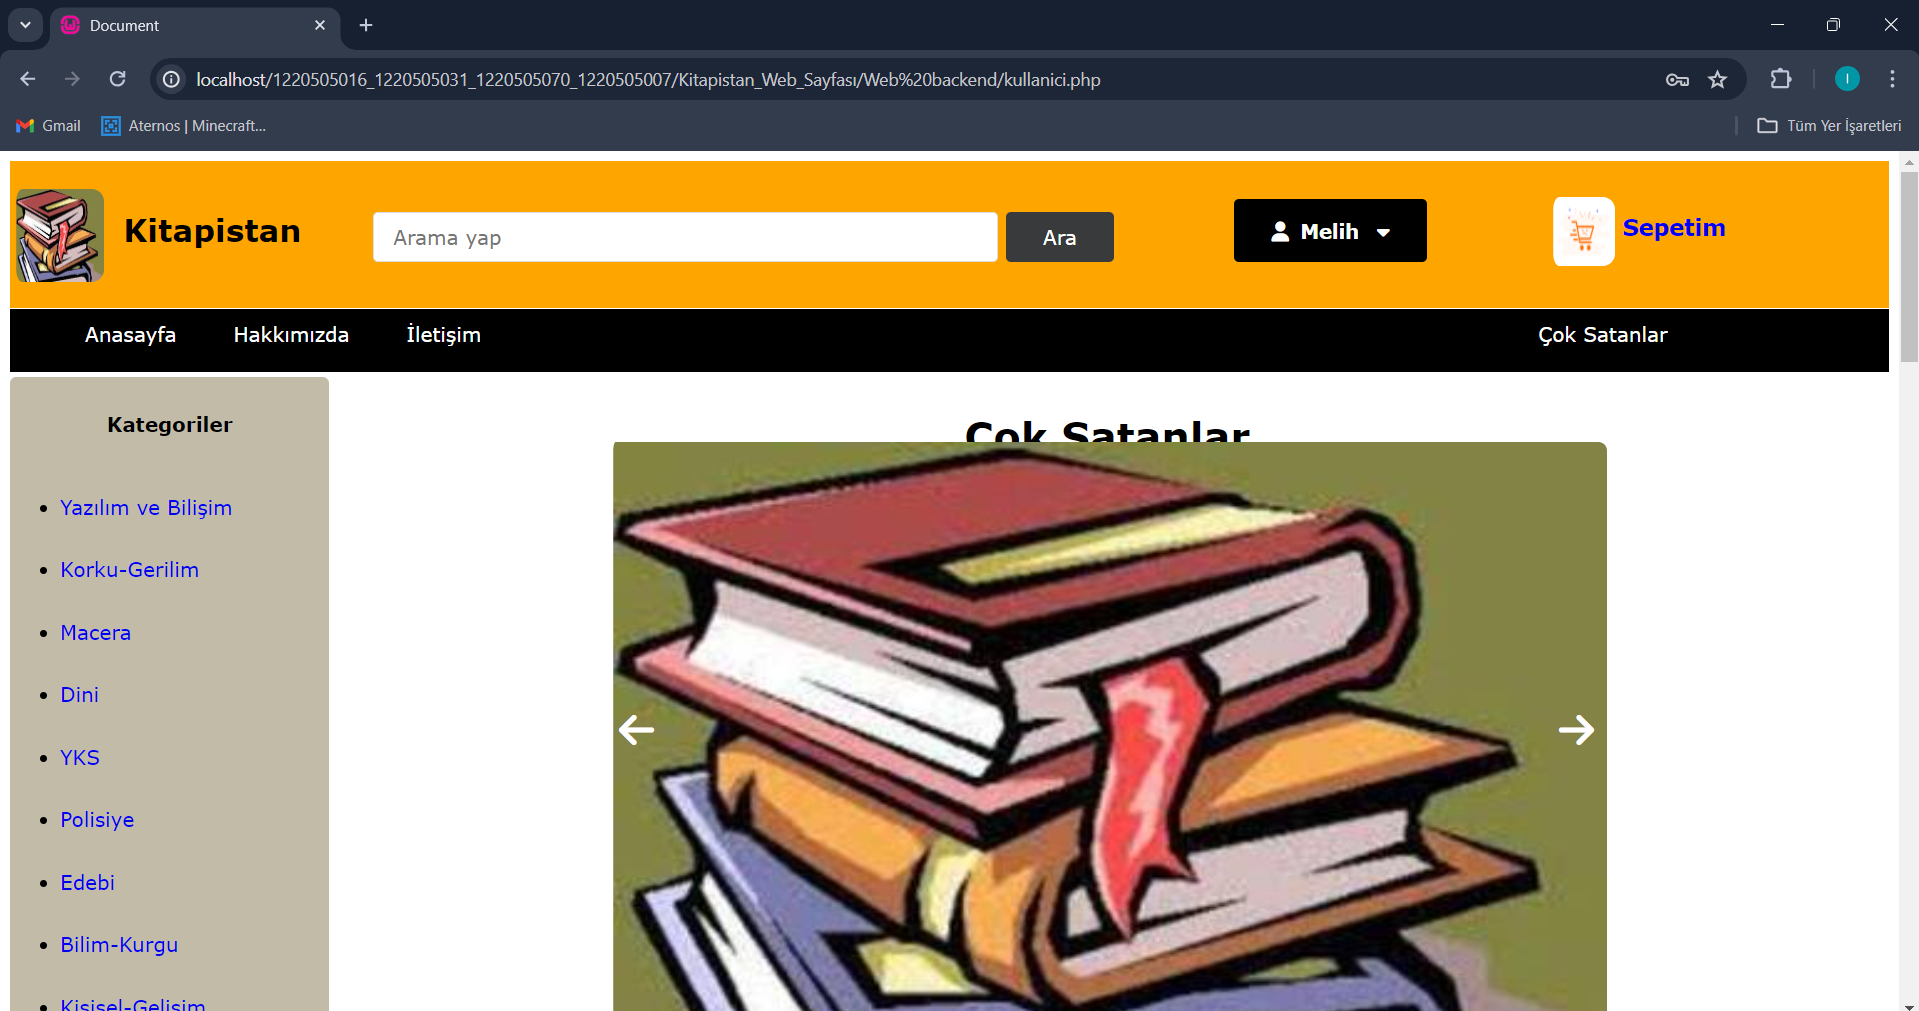 Document
localhost/1220505016_1220505031_1220505070_1220505007/Kitapistan_Web_Sayfası/Web%20backend/kullanici.php
I
Gmail
Aternos | Minecraft...
Tüm Yer İşaretleri
Kitapistan
Arama yap
Ara
Melih
Sepetim
Anasayfa
Hakkımızda
İletişim
Çok Satanlar
Kategoriler
Çok Satanlar
Yazılım ve Bilişim
Korku-Gerilim
Macera
Dini
YKS
Polisiye
Edebi
Bilim-Kurgu
Kişisel-Gelişim